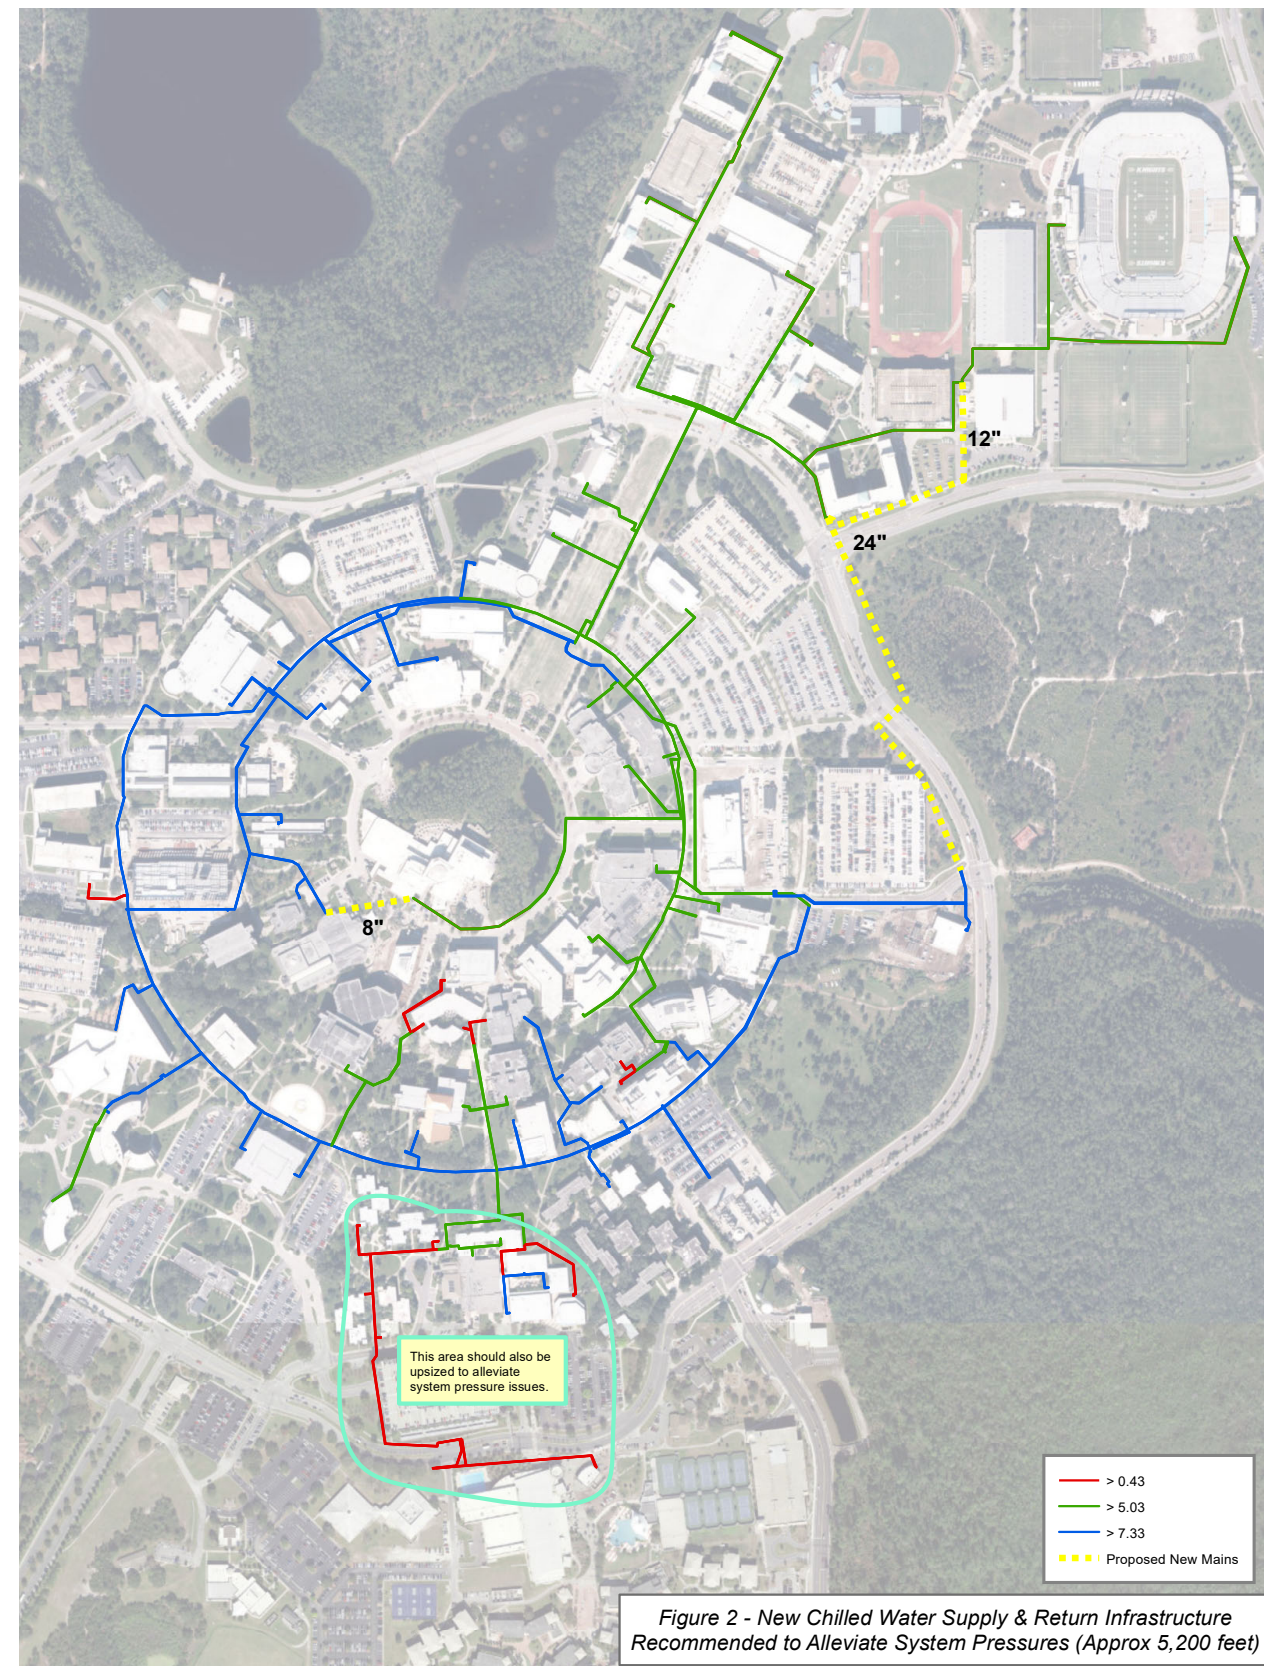 12"
24"
8"
This area should also be
upsized to alleviate
system pressure issues.
> 0.43
> 5.03
> 7.33
Proposed New Mains
Figure 2 - New Chilled Water Supply & Return Infrastructure
Recommended to Alleviate System Pressures (Approx 5,200 feet)